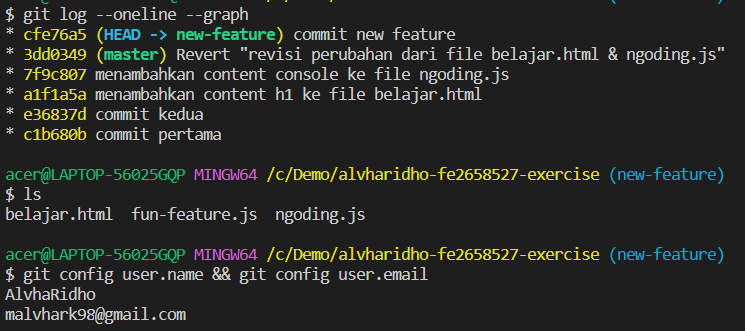 $ git log --oneline --graph
* cfe76a5 (HEAD -> new-feature) commit new feature
* 3dd0349 (master) Revert "revisi perubahan dari file belajar.html & ngoding.js"
* 7f9c807 menambahkan content console ke file ngoding.js
* a1f1a5a menambahkan content h1 ke file belajar.html
* e36837d commit kedua
* c1b680b commit pertama
acer@LAPTOP-56025GQP MINGW64 /c/Demo/alvharidho-fe2658527-exercise (new-feature)
$ ls
belajar.html  fun-feature.js  ngoding.js
acer@LAPTOP-56025GQP MINGW64 /c/Demo/alvharidho-fe2658527-exercise (new-feature)
$ git config user.name && git config user.email
AlvhaRidho
malvhark98@gmail.com